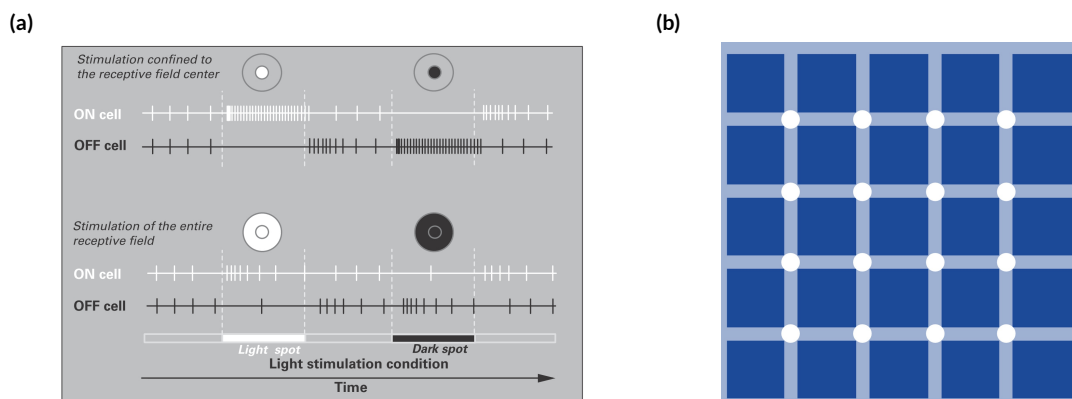 (a)
(b)
Stimulation confined to
the receptive field center
ON cell
OFF cell
Stimulation of the entire
receptive field
ON cell
OFF cell
Light spot
Dark spot
Light stimulation condition
Time